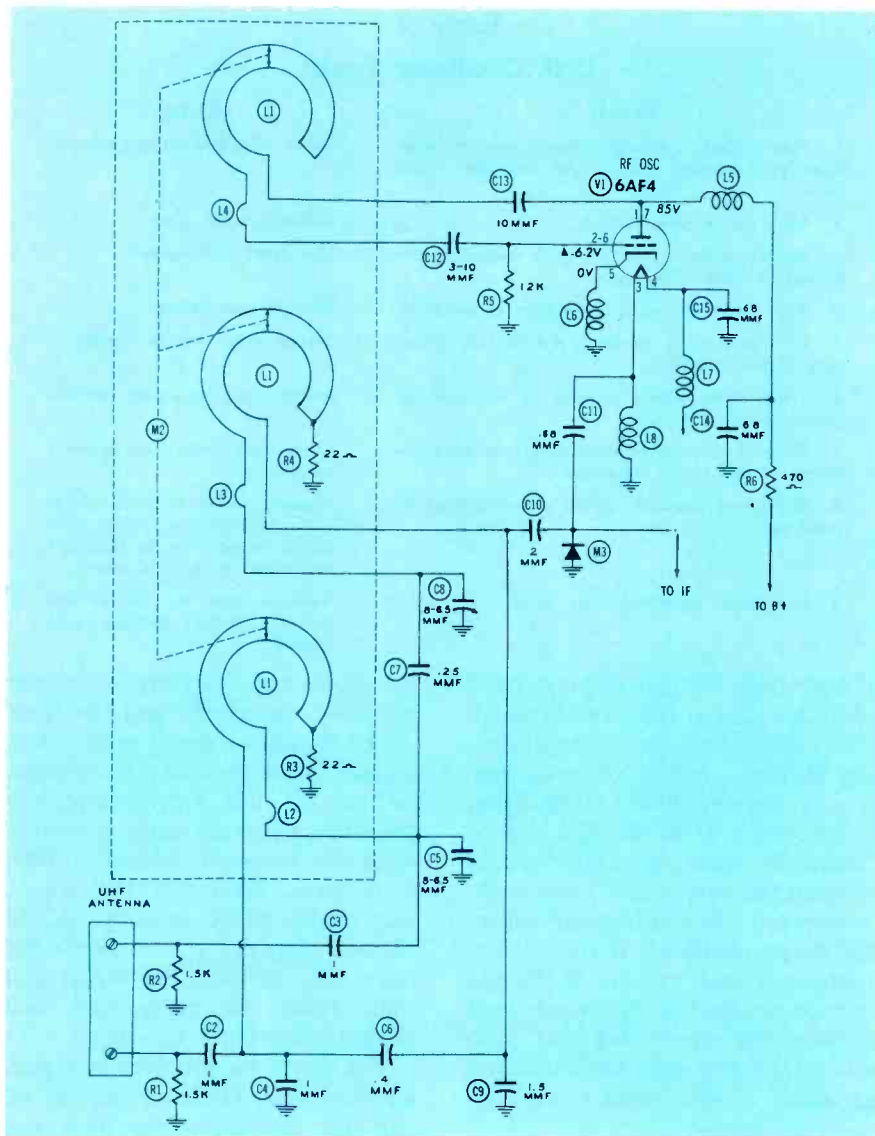 L1
RF OSC
V1 6AF4
L5
C13
10 MMF
1 7
85V
L4
2-6
▲-6.2V
C12
3-10
MMF
0V
5
3
4
R5
12K
L6
C15
68
MMF
L7
L1
C11
.68
MMF
L8
C14
68
MMF
M2
R4
22
R6
470
L3
C10
2
MMF
M3
TO IF
TO B+
C8
8-6.5
MMF
C7
.25
MMF
L1
R3
22
L2
C5
8-6.5
MMF
UHF
ANTENNA
C3
1
MMF
R2
1.5K
C2
1
MMF
C6
.4
MMF
R1
1.5K
C4
1
MMF
C9
1.5
MMF